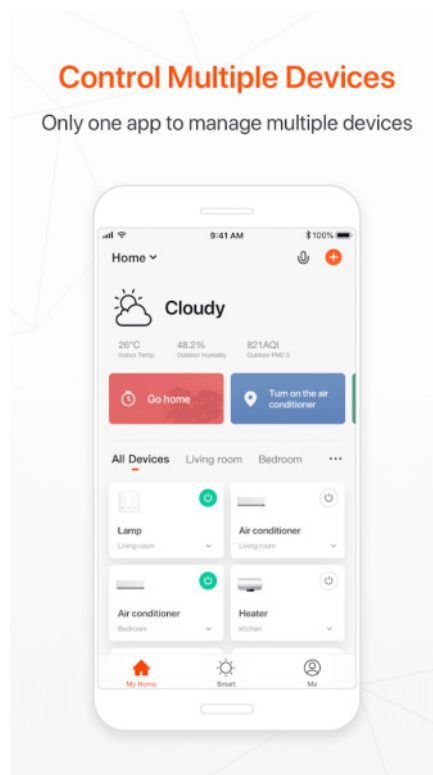 Control Multiple Devices
Only one app to manage multiple devices
9:41 AM
100%
Home
Cloudy
26°C
48.2%
821AQI
Indoor Temp.
Outdoor Humidity
Outdoor PM2.5
Go home
Turn on the air
conditioner
All Devices
Living room
Bedroom
Lamp
Living room
Air conditioner
Living room
Air conditioner
Bedroom
Heater
kitchen
My Home
Smart
Me